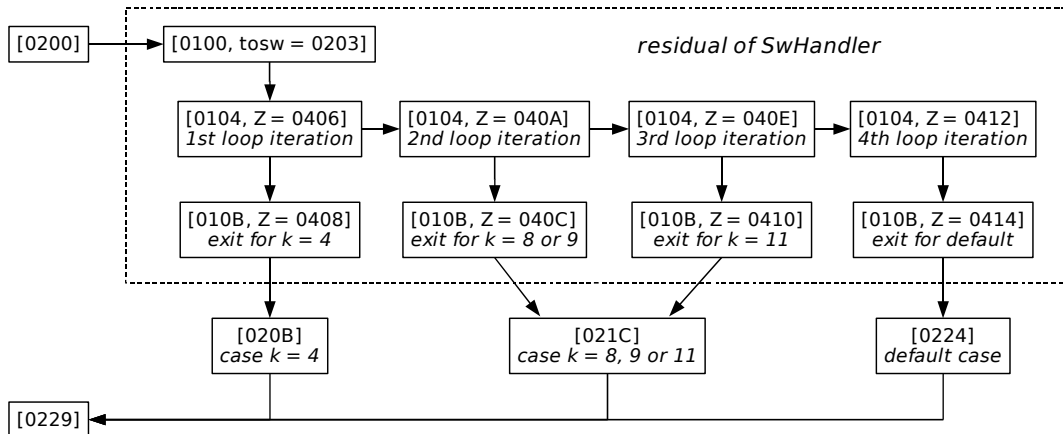 [0200]
[0100, tosw = 0203]
residual of SwHandler
[0104, Z = 0406]
1st loop iteration
[0104, Z = 040A]
2nd loop iteration
[0104, Z = 040E]
3rd loop iteration
[0104, Z = 0412]
4th loop iteration
[010B, Z = 0408]
exit for k = 4
[010B, Z = 040C]
exit for k = 8 or 9
[010B, Z = 0410]
exit for k = 11
[010B, Z = 0414]
exit for default
[020B]
case k = 4
[021C]
case k = 8, 9 or 11
[0224]
default case
[0229]